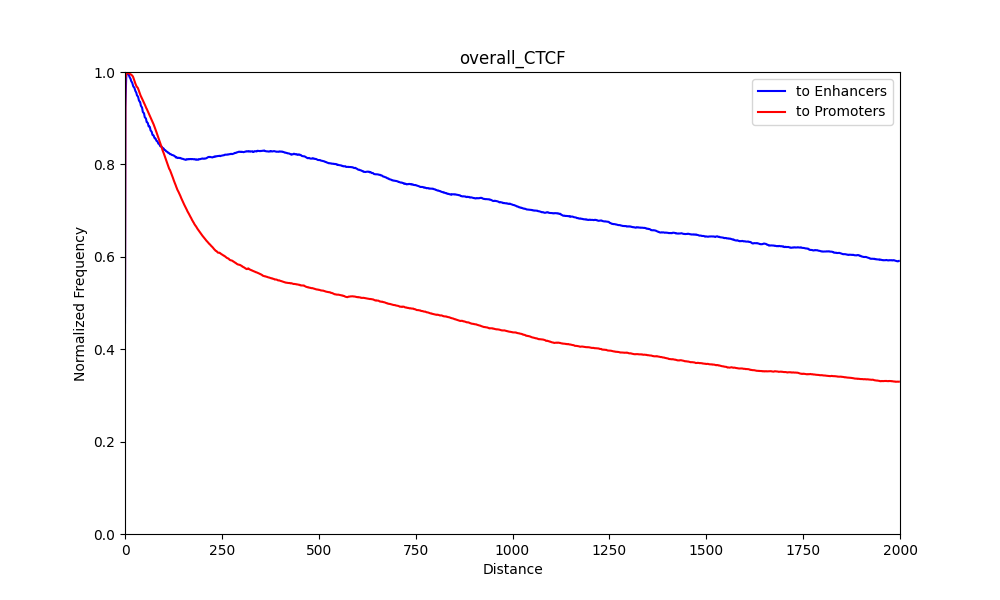 overall_CTCF
to Enhancers
to Promoters
Normalized Frequency
1.0
0.8
0.6
0.4
0.2
0.0
0 250 500 750 1000 1250 1500 1750 2000
Distance